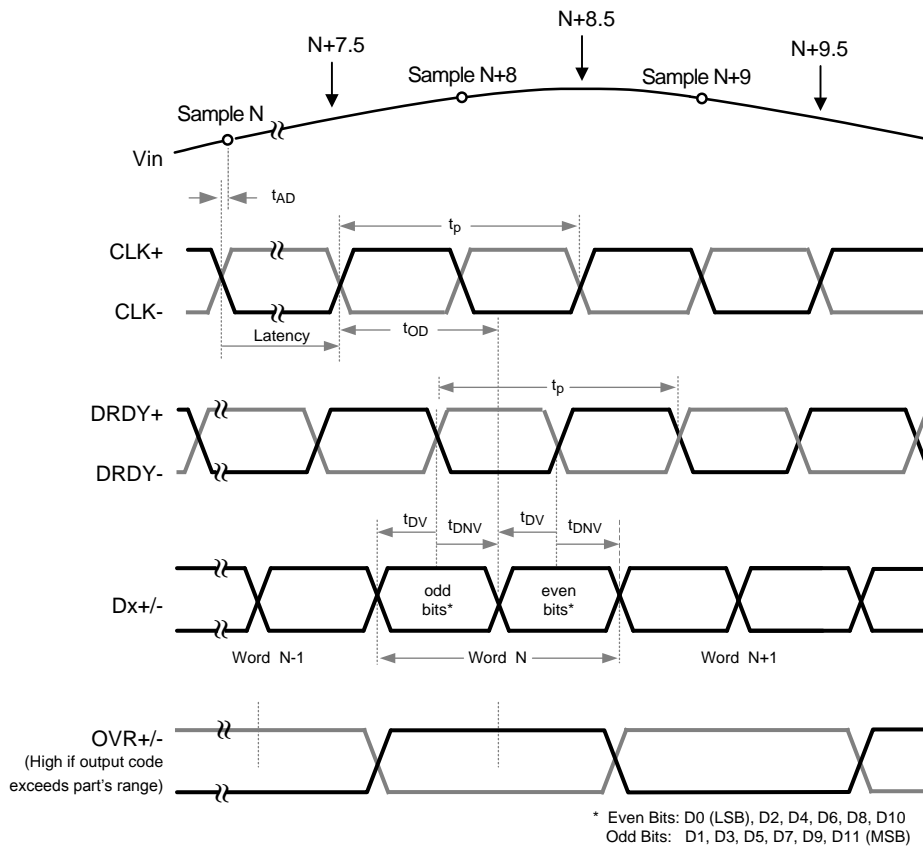 N+8.5
N+7.5
N+9.5
Sample N+8
Sample N+9
Sample N
Vin
tAD
tp
CLK+
CLK-
Latency
tOD
tp
DRDY+
DRDY-
tDV
tDNV
tDV
tDNV
Dx+/-
odd
bits*
even
bits*
Word N-1
Word N
Word N+1
OVR+/-
(High if output code
exceeds part's range)
* Even Bits: D0 (LSB), D2, D4, D6, D8, D10
Odd Bits: D1, D3, D5, D7, D9, D11 (MSB)